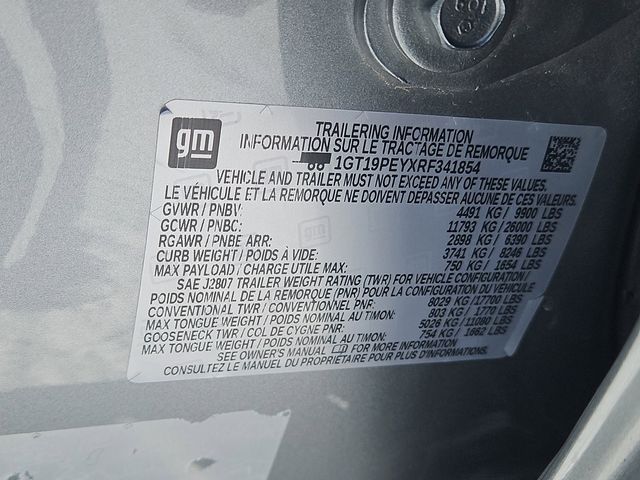 gm
TRAILERING INFORMATION
INFORMATION SUR LE TRACTAGE DE REMORQUE
1GT19PEYXRF341854
VEHICLE AND TRAILER MUST NOT EXCEED ANY OF THESE VALUES
LE VÉHICULE ET LA REMORQUE NE DOIVENT DÉPASSER AUCUNE DE CES VALEURS
GVWR / PNBV: 4491 KG / 9900 LBS
GCWR / PNBC: 11793 KG / 26000 LBS
RGAWR / PNBE ARR: 2898 KG / 6390 LBS
CURB WEIGHT / POIDS À VIDE: 3741 KG / 8246 LBS
MAX PAYLOAD / CHARGE UTILE MAX: 750 KG / 1654 LBS
SAE J2807 TRAILER WEIGHT RATING (TWR) FOR VEHICLE CONFIGURATION /
POIDS NOMINAL DE LA REMORQUE (PNR) POUR LA CONFIGURATION DU VÉHICULE
CONVENTIONAL TWR / CONVENTIONNEL PNR: 8029 KG / 17700 LBS
MAX TONGUE WEIGHT / POIDS NOMINAL AU TIMON: 803 KG / 1770 LBS
GOOSENECK TWR / COL DE CYGNE PNR: 5026 KG / 11080 LBS
MAX TONGUE WEIGHT / POIDS NOMINAL AU TIMON: 754 KG / 1662 LBS
SEE OWNER'S MANUAL FOR MORE INFORMATION
CONSULTEZ LE MANUEL DU PROPRIÉTAIRE POUR PLUS D'INFORMATION